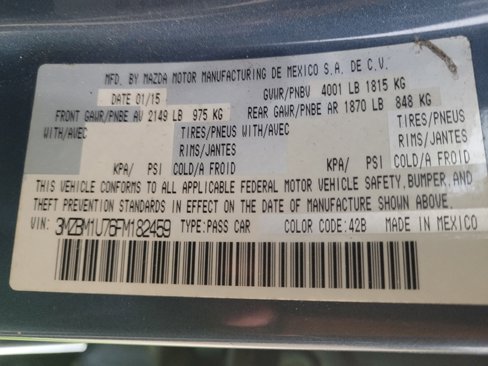 MFD. BY MAZDA MOTOR MANUFACTURING DE MEXICO S.A. DE C.V.
DATE 01/15 GVWR/PNBV 4001 LB 1815 KG
FRONT GAWR/PNBE AV 2149 LB 975 KG REAR GAWR/PNBE AR 1870 LB 848 KG
WITH/AVEC TIRES/PNEUS WITH/AVEC TIRES/PNEUS
RIMS/JANTES RIMS/JANTES
KPA/ PSI COLD/A FROID KPA/ PSI COLD/A FROID
THIS VEHICLE CONFORMS TO ALL APPLICABLE FEDERAL MOTOR VEHICLE SAFETY, BUMPER, AND
THEFT PREVENTION STANDARDS IN EFFECT ON THE DATE OF MANUFACTURE SHOWN ABOVE.
VIN: 3MZBM1U76FM182459 TYPE:PASS CAR COLOR CODE:42B MADE IN MEXICO